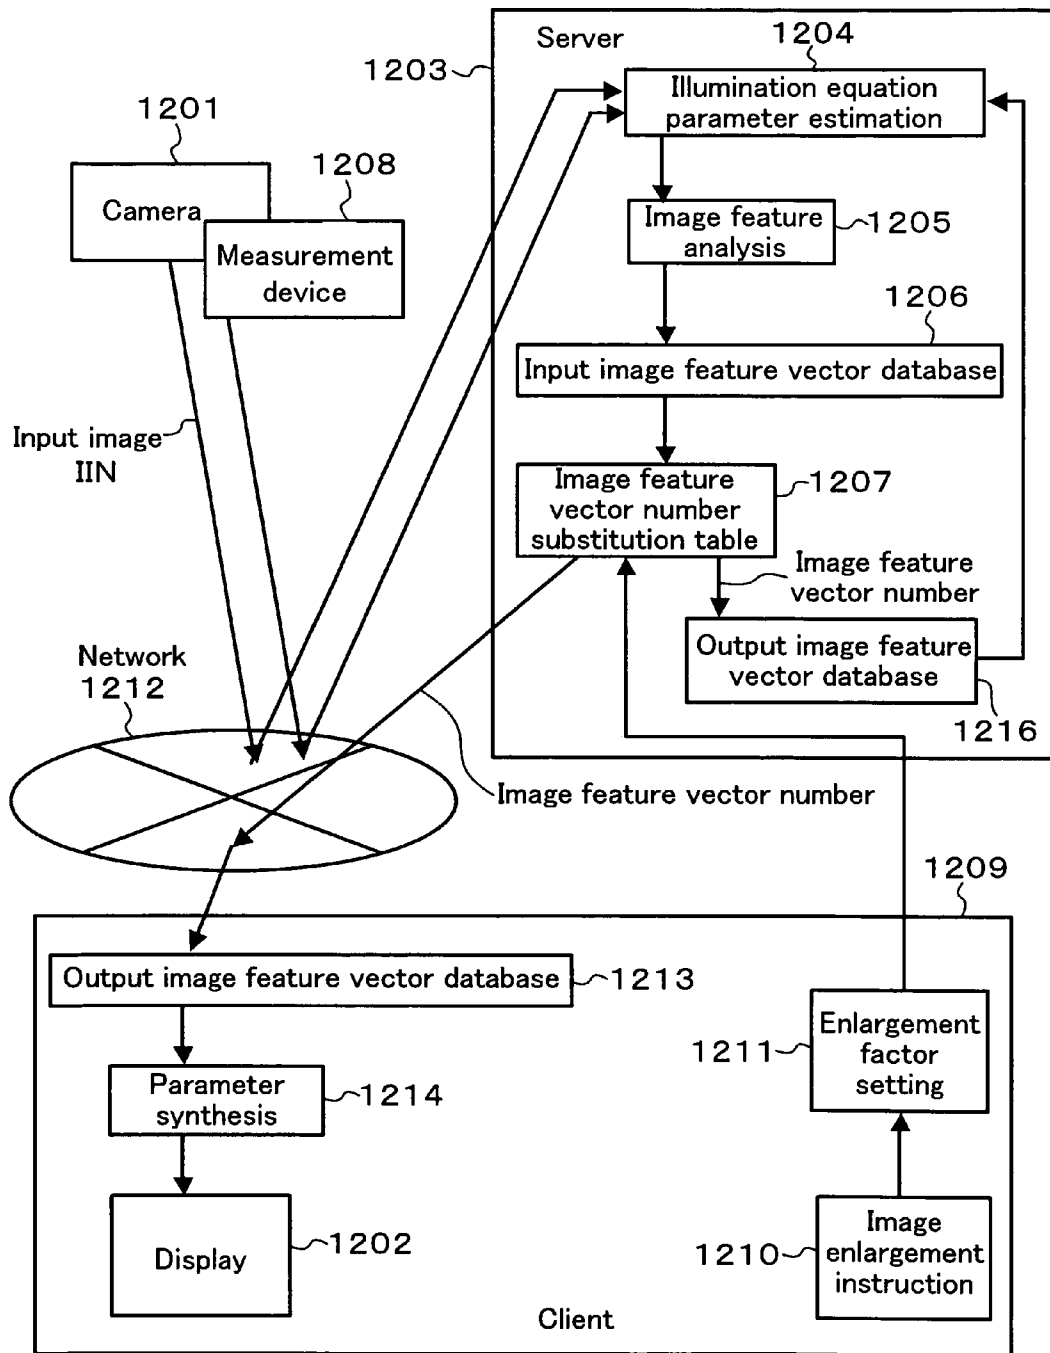 Server
1204
1203
Illumination equation
parameter estimation
1201
1208
Camera
Measurement
device
Image feature
analysis
1205
1206
Input image feature vector database
Input image
IIN
Image feature
vector number
substitution table
1207
Image feature
vector number
Output image feature
vector database
1216
Network
1212
Image feature vector number
1209
Output image feature vector database
1213
Enlargement
factor
setting
1211
Parameter
synthesis
1214
Display
1202
Image
enlargement
instruction
1210
Client